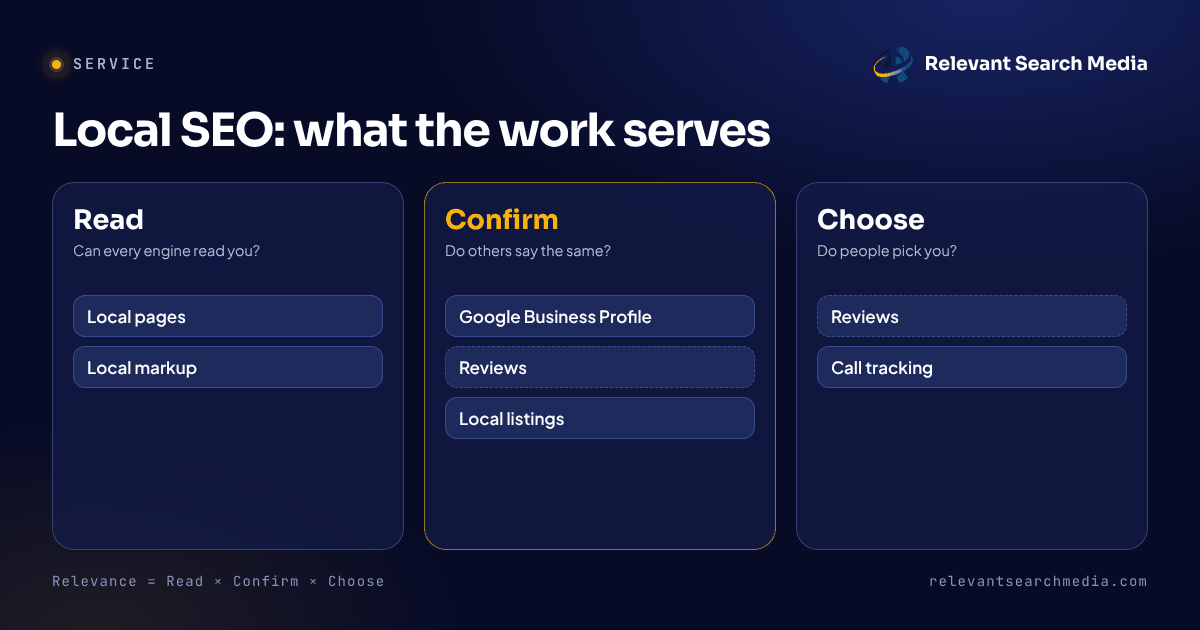 SERVICE
Relevant Search Media
Local SEO: what the work serves
Read
Can every engine read you?
Local pages
Local markup
Confirm
Do others say the same?
Google Business Profile
Reviews
Local listings
Choose
Do people pick you?
Reviews
Call tracking
Relevance = Read × Confirm × Choose
relevantsearchmedia.com